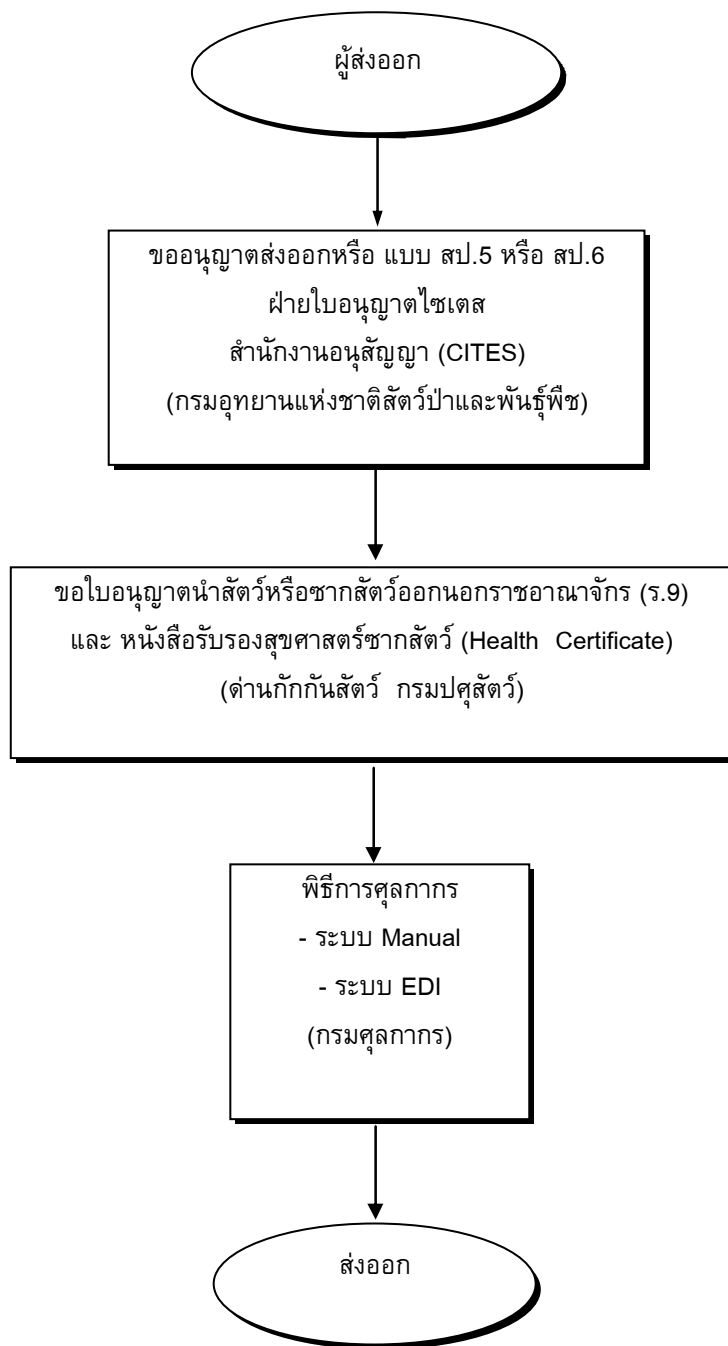 ผู้ส่งออก
ขออนุญาตส่งออกหรือ แบบ สป.5 หรือ สป.6
ฝ่ายใบอนุญาตไซเตส
สำนักงานอนุสัญญา (CITES)
(กรมอุทยานแห่งชาติสัตว์ป่าและพันธุ์พืช)
ขอใบอนุญาตนำสัตว์หรือซากสัตว์ออกนอกราชอาณาจักร (ร.9)
และ หนังสือรับรองสุขศาสตร์ซากสัตว์ (Health Certificate)
(ด่านกักกันสัตว์ กรมปศุสัตว์)
พิธีการศุลกากร
- ระบบ Manual
- ระบบ EDI
(กรมศุลกากร)
ส่งออก